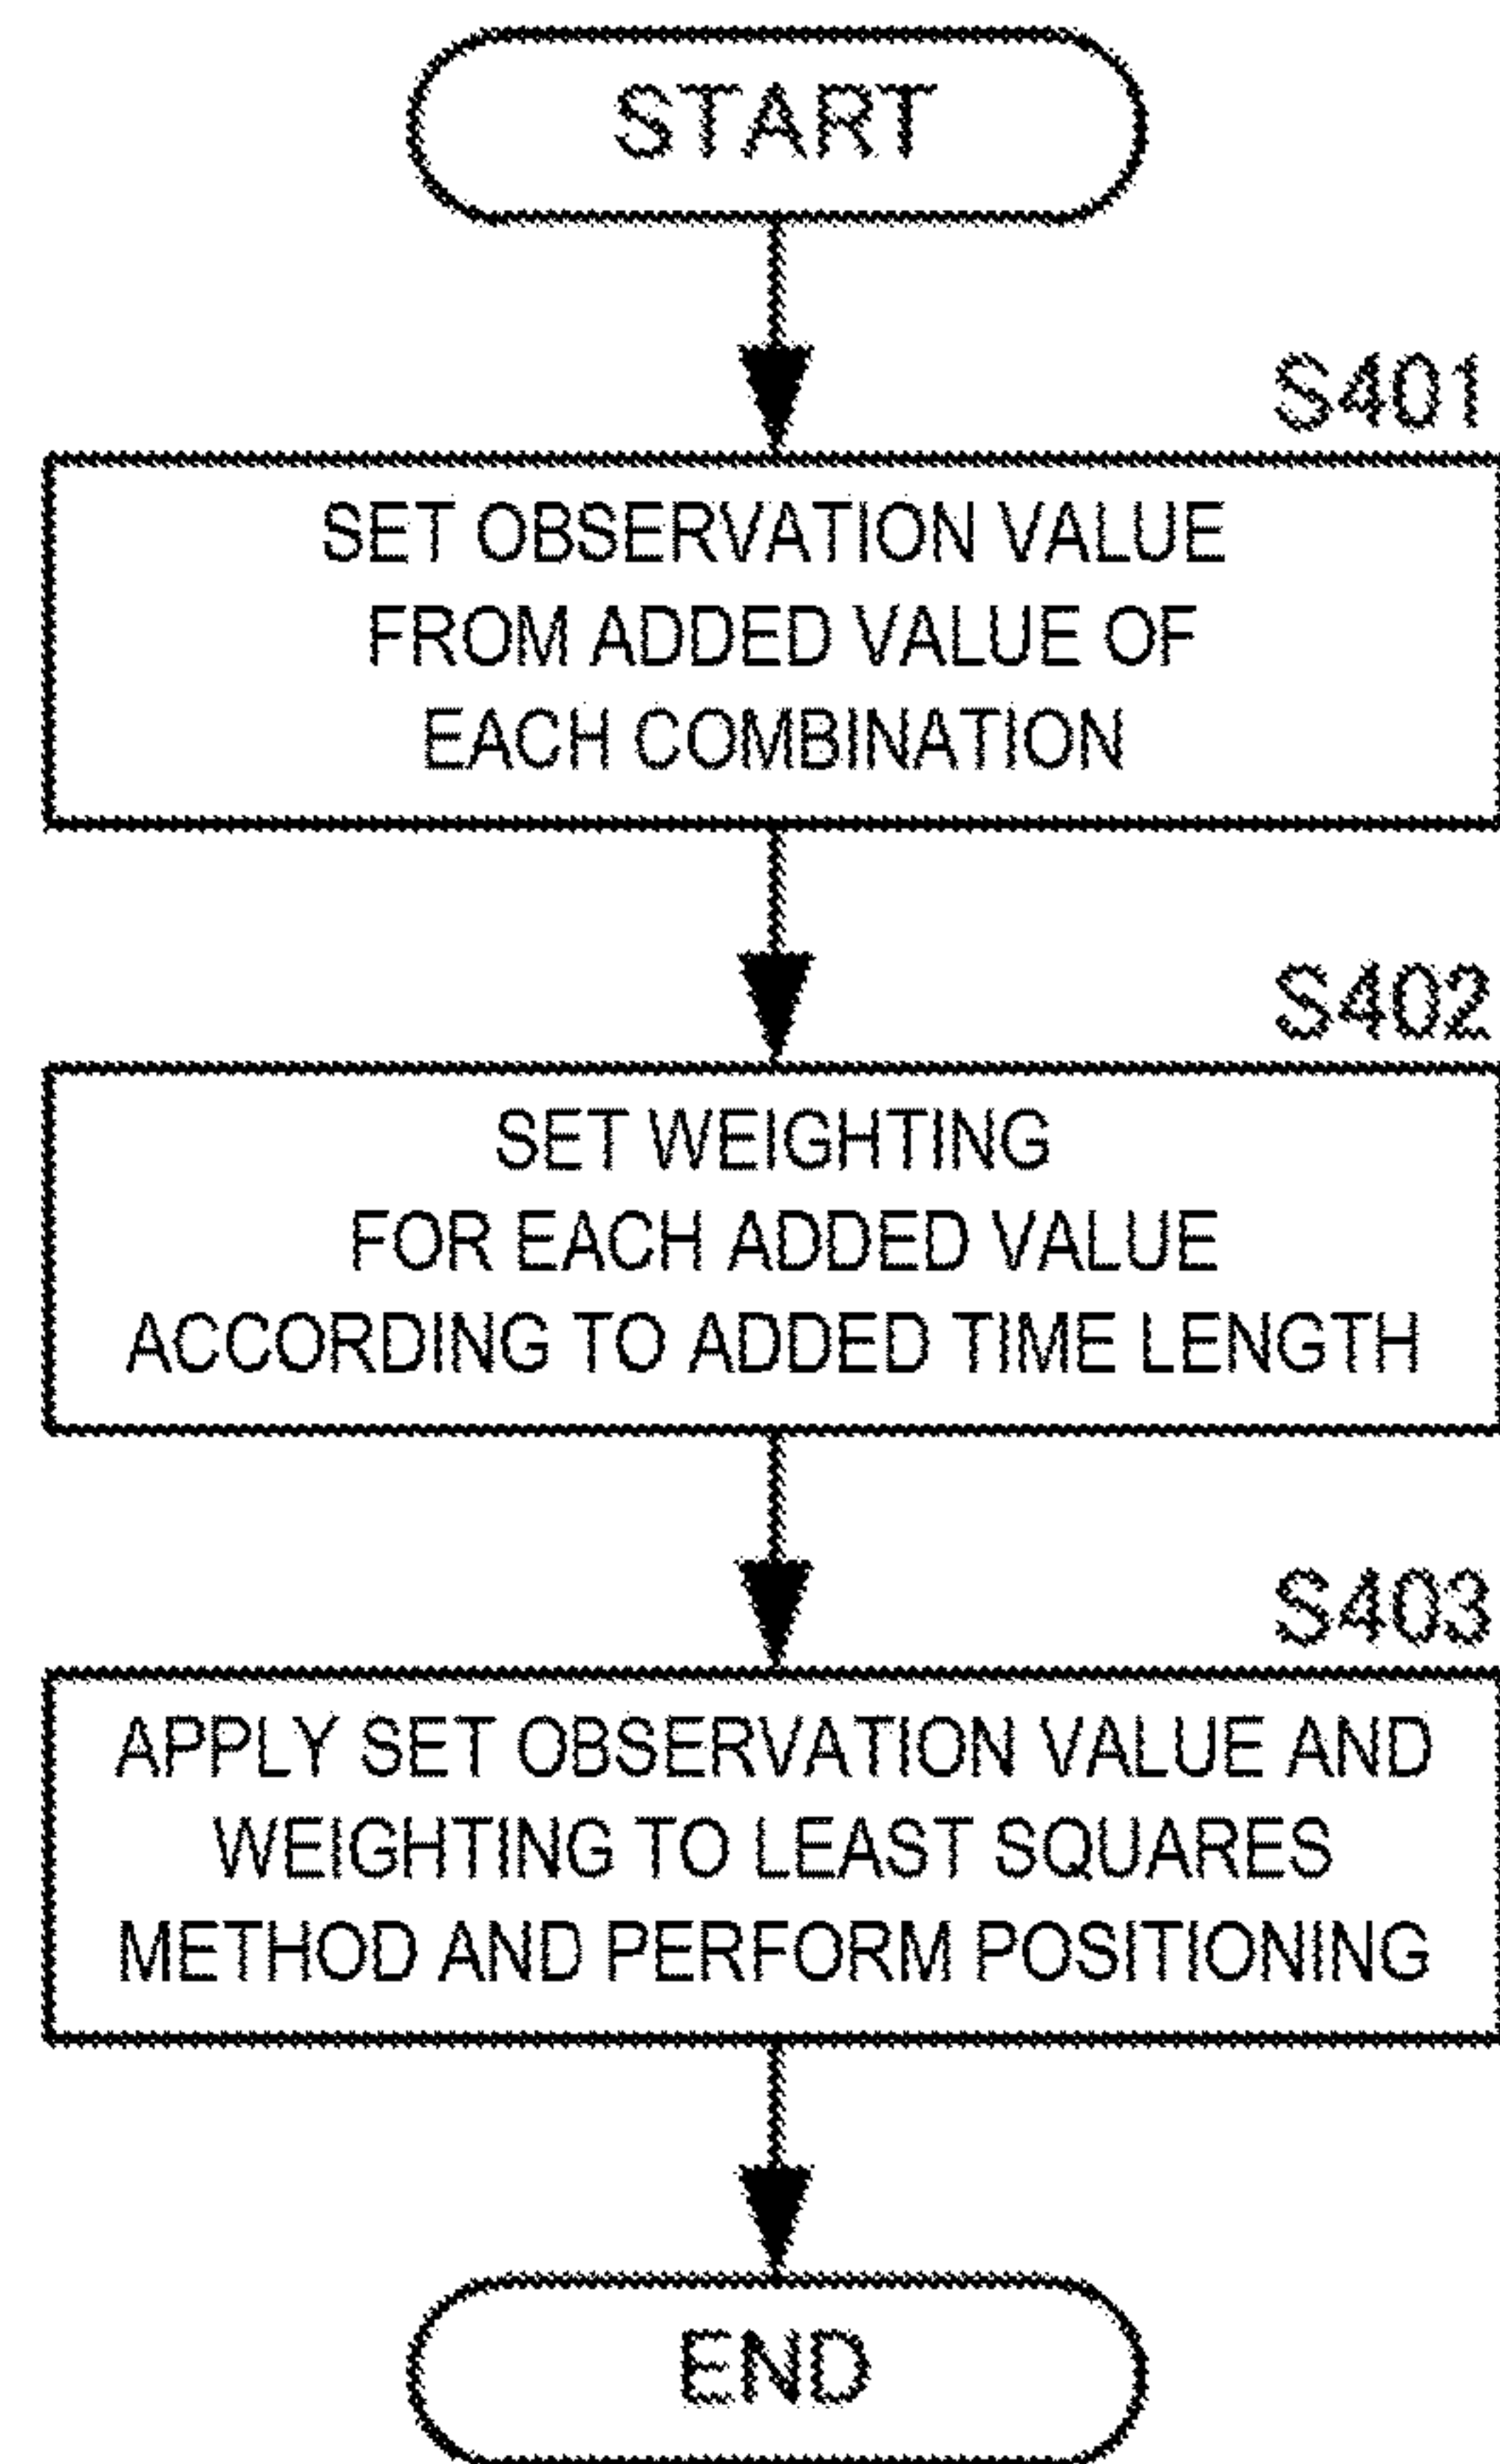 START
S401
SET OBSERVATION VALUE
FROM ADDED VALUE OF
EACH COMBINATION
S402
SET WEIGHTING
FOR EACH ADDED VALUE
ACCORDING TO ADDED TIME LENGTH
S403
APPLY SET OBSERVATION VALUE AND
WEIGHTING TO LEAST SQUARES
METHOD AND PERFORM POSITIONING
END